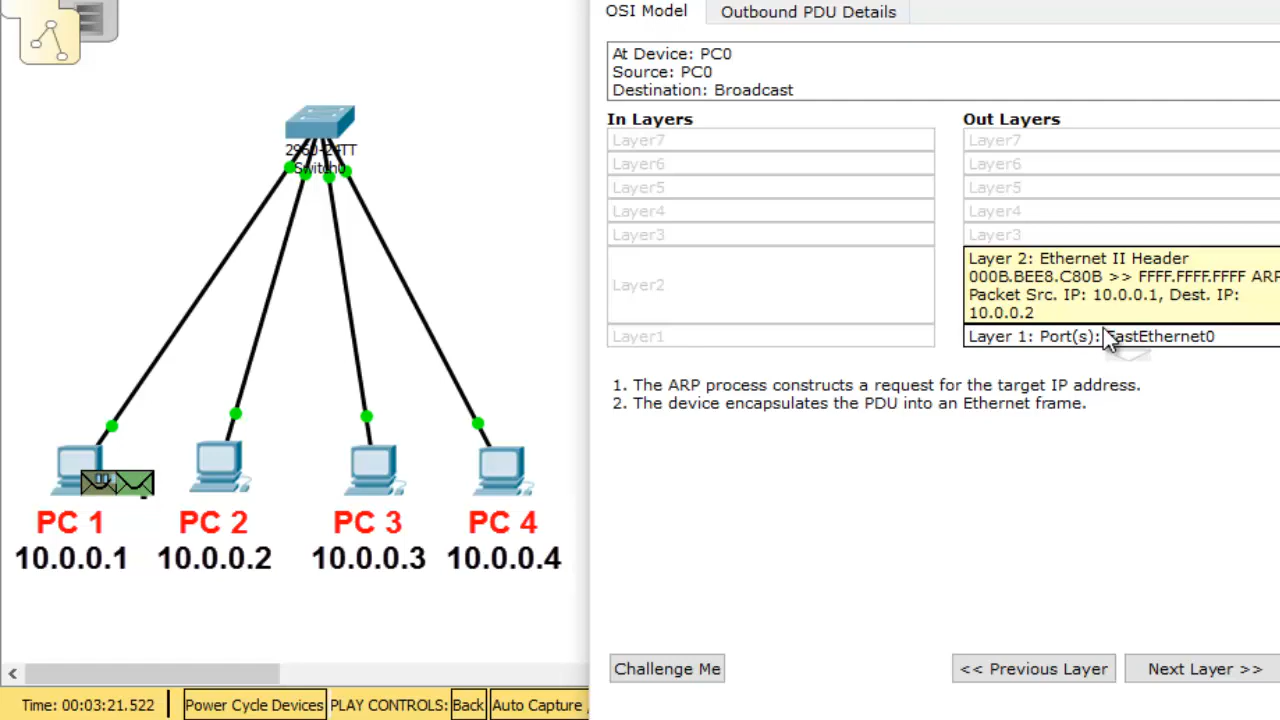 2960-24TT
Switch0
PC 1
PC 2
PC 3
PC 4
10.0.0.1
10.0.0.2
10.0.0.3
10.0.0.4
Time: 00:03:21.522
Power Cycle Devices
PLAY CONTROLS:
Back
Auto Capture
OSI Model
Outbound PDU Details
At Device: PC0
Source: PC0
Destination: Broadcast
In Layers
Layer7
Layer6
Layer5
Layer4
Layer3
Layer2
Layer1
Out Layers
Layer7
Layer6
Layer5
Layer4
Layer3
Layer 2: Ethernet II Header
000B.BEE8.C80B >> FFFF.FFFF.FFFF ARP
Packet Src. IP: 10.0.0.1, Dest. IP:
10.0.0.2
Layer 1: Port(s): FastEthernet0
1. The ARP process constructs a request for the target IP address.
2. The device encapsulates the PDU into an Ethernet frame.
Challenge Me
<< Previous Layer
Next Layer >>